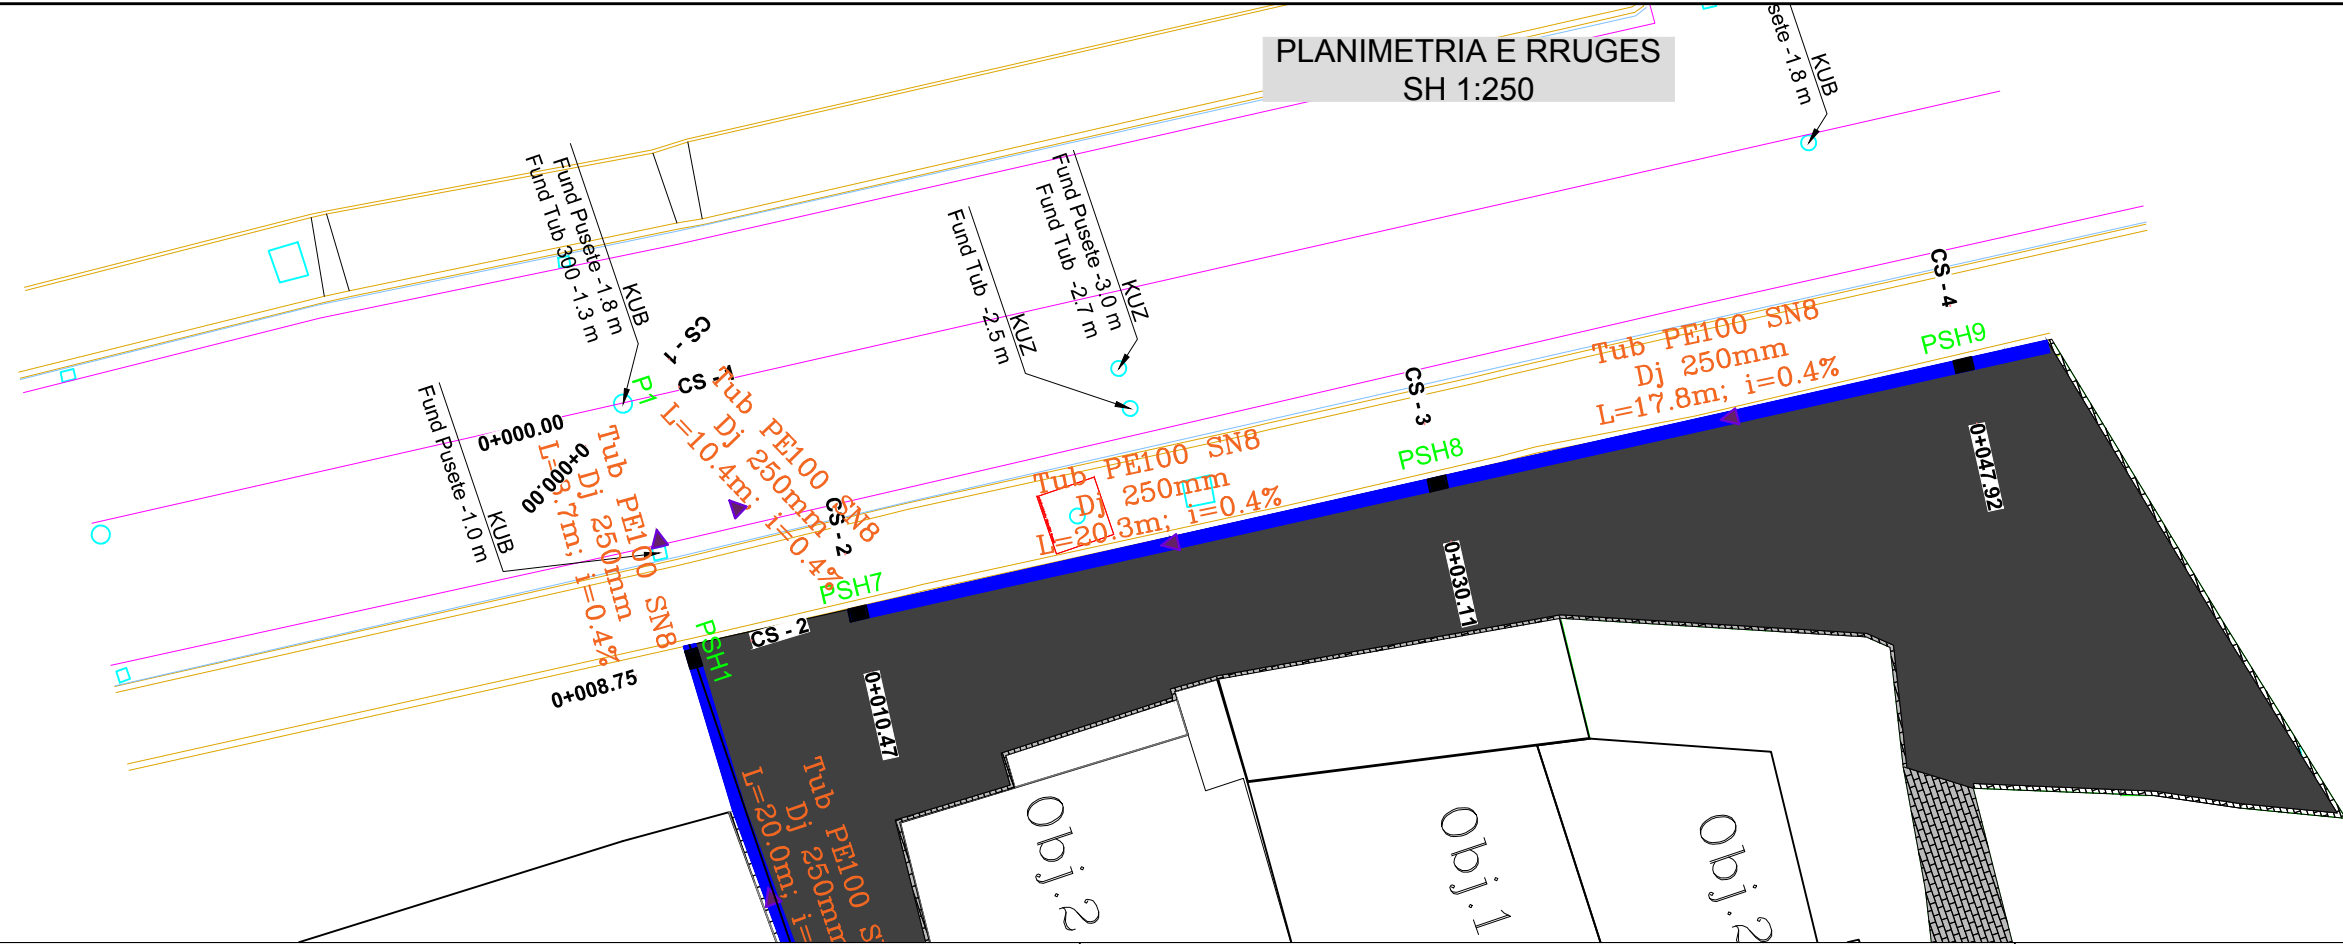 PLANIMETRIA E RRUGES
SH 1:250
KUB
-1.8 m
KUB
Fund Pusete -1.8 m
Fund Tub 300 -1.3 m
KUZ
Fund Pusete -3.0 m
Fund Tub -2.7 m
KUZ
Fund Tub -2.5 m
KUB
Fund Pusete -1.0 m
CS - 1
CS - 1
P1
0+000.00
0+000.00
Tub PE100 SN8
Dj 250mm
L=10.4m; i=0.4%
Tub PE100 SN8
Dj 250mm
i=0.4%
CS - 2
PSH7
CS - 2
PSH1
0+008.75
0+010.47
Tub PE100 SN8
Dj 250mm
L=20.3m; i=0.4%
CS - 3
PSH8
0+030.11
Tub PE100 SN8
Dj 250mm
L=17.8m; i=0.4%
CS - 4
PSH9
0+047.92
Tub PE100
Dj 250mm
L=20.0m;
Obj.2
Obj.1
Obj.2